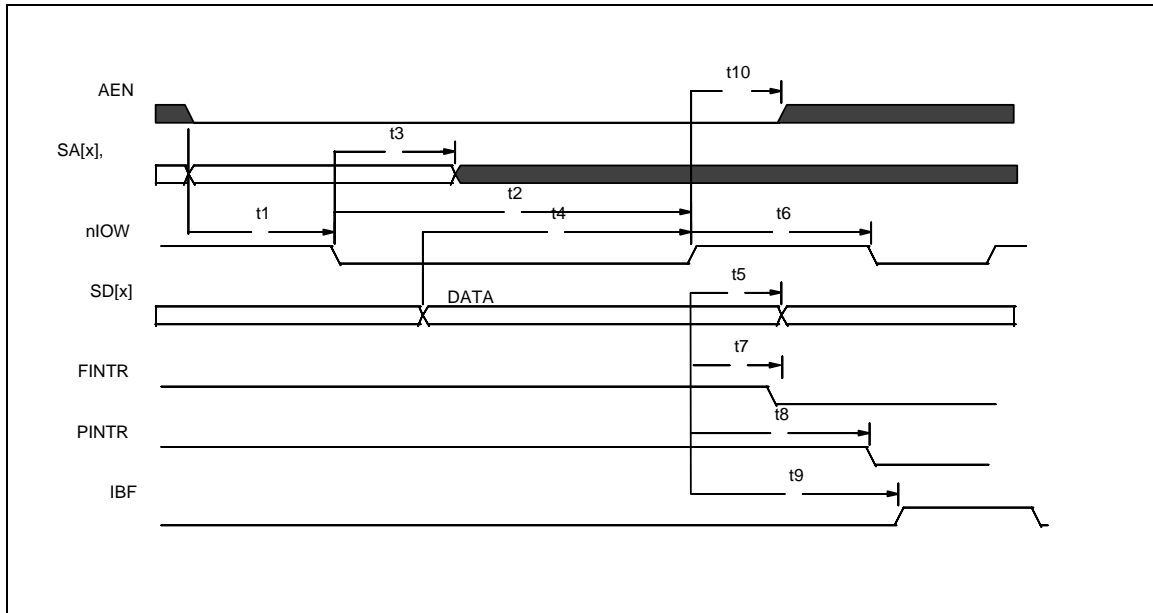 t10
AEN
t3
SA[x],
t2
t1
t4
t6
nIOW
t5
SD[x]
DATA
t7
FINTR
t8
PINTR
t9
IBF